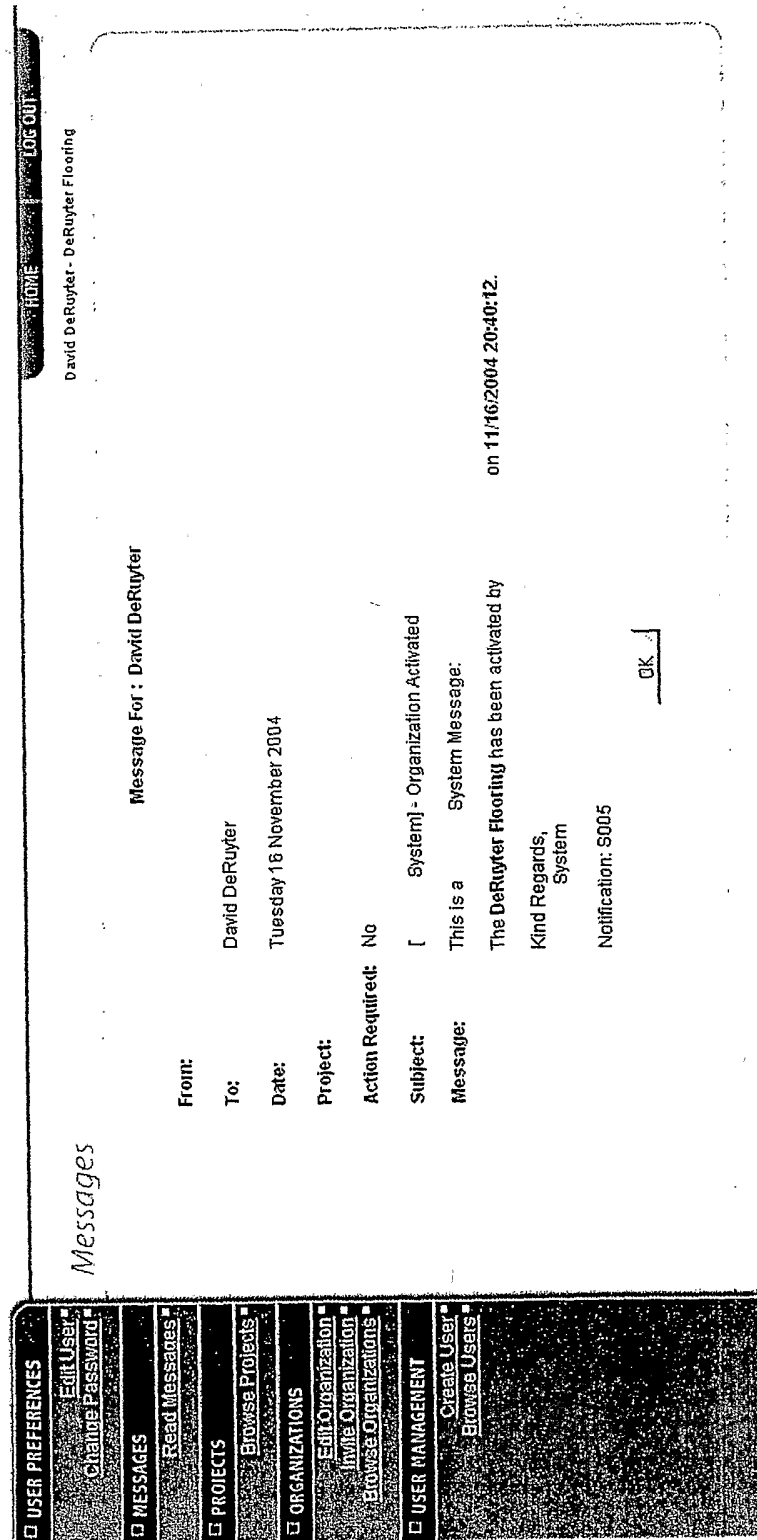 HOME LOG OUT
David DeRuyter - DeRuyter Flooring
USER PREFERENCES
Edit User
Change Password
MESSAGES
Read Messages
PROJECTS
Browse Projects
ORGANIZATIONS
Edit Organization
Invite Organization
Browse Organizations
USER MANAGEMENT
Create User
Browse Users
Messages
Message For : David DeRuyter
From:
To: David DeRuyter
Date: Tuesday 16 November 2004
Project:
Action Required: No
Subject: [ System] - Organization Activated
Message: This is a System Message:
The DeRuyter Flooring has been activated by on 11/16/2004 20:40:12.
Kind Regards,
System
Notification: S005
OK